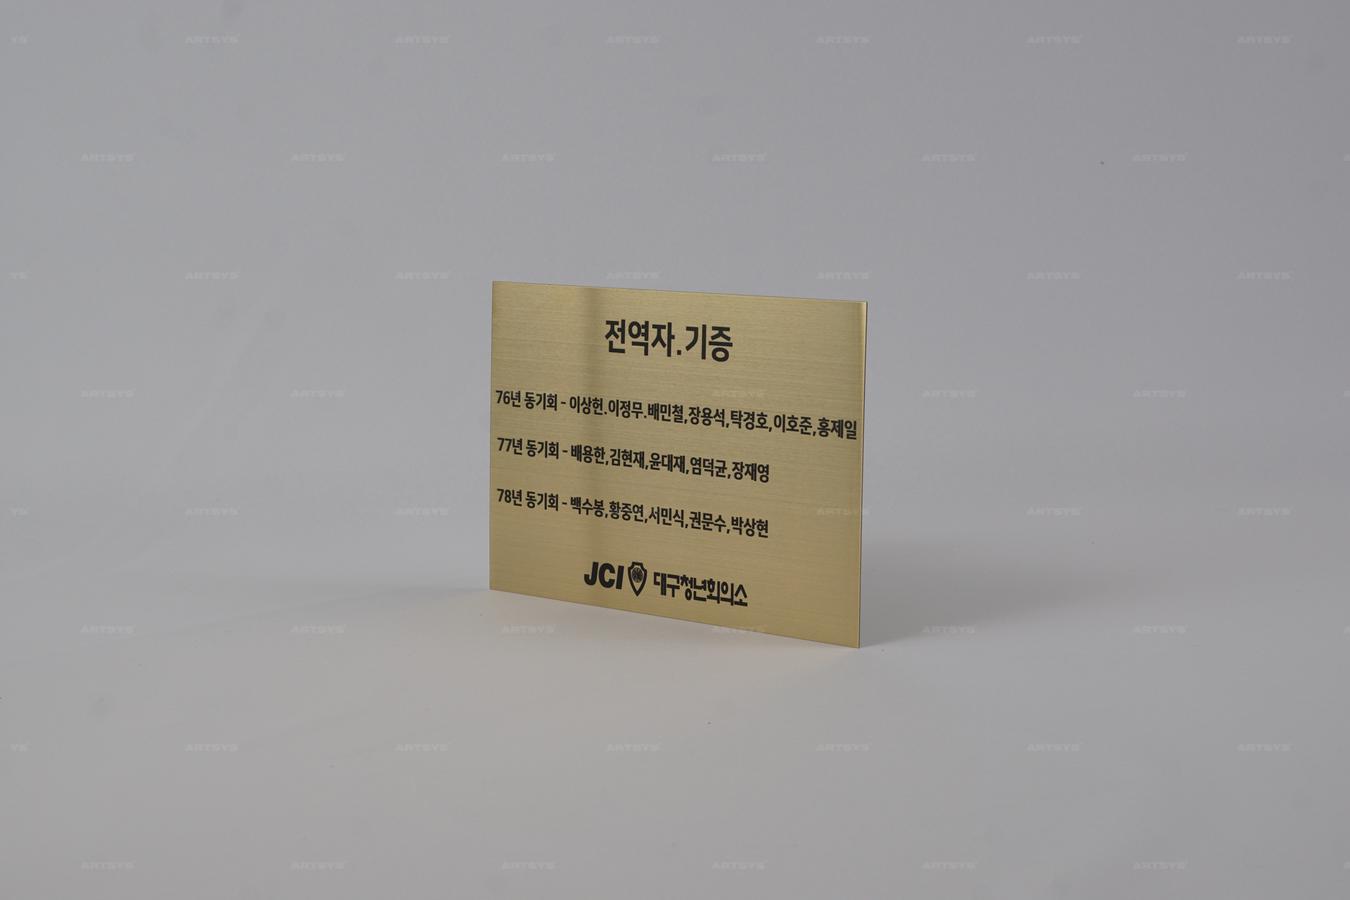 전역자.기증
76년 동기회 - 이상헌.이정무.배민철,장용석,탁경호,이호준,홍제일
77년 동기회 - 배용한,김현재,윤대재,염덕균,장재영
78년 동기회 - 백수봉,황중연,서민식,권문수,박상현
JCI 대구청년회의소
ARTSYS